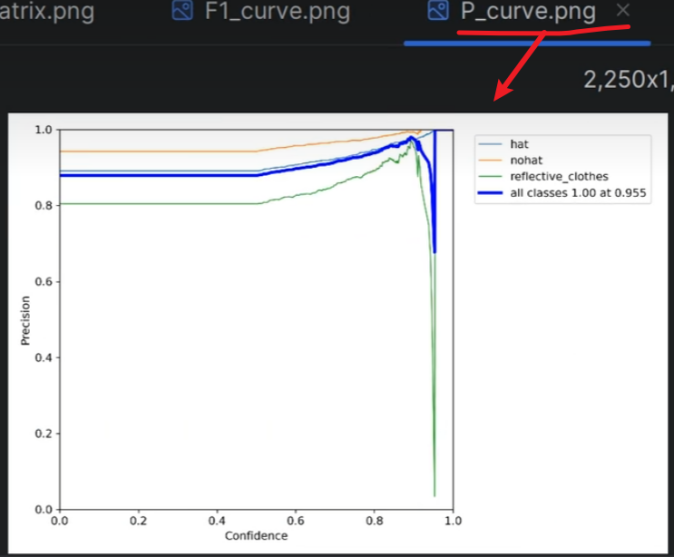 atrix.png
F1_curve.png
P_curve.png
2,250x1,
1.0
0.8
0.6
0.4
0.2
0.0
Precision
0.0 0.2 0.4 0.6 0.8 1.0
Confidence
hat
nohat
reflective_clothes
all classes 1.00 at 0.955